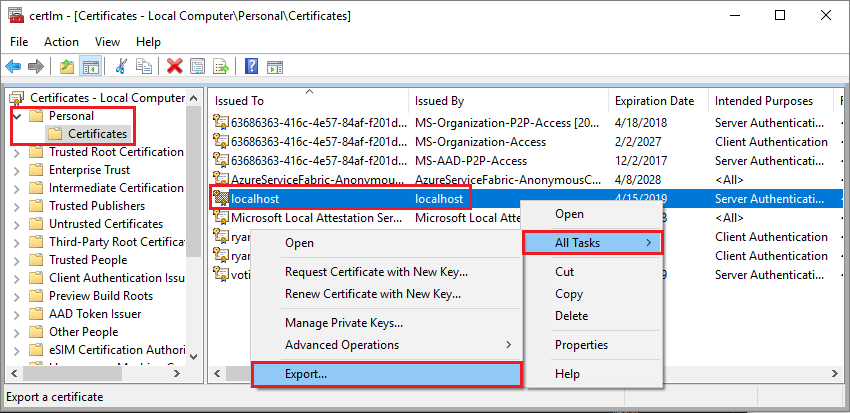 certlm - [Certificates - Local Computer\Personal\Certificates]
File Action View Help
Certificates - Local Computer
Personal
Certificates
Trusted Root Certification
Enterprise Trust
Intermediate Certification
Trusted Publishers
Untrusted Certificates
Third-Party Root Certification
Trusted People
Client Authentication Issu
Preview Build Roots
AAD Token Issuer
Other People
eSIM Certification Authori
Issued To Issued By Expiration Date Intended Purposes
63686363-416c-4e57-84af-f201d... MS-Organization-P2P-Access [20... 4/18/2018 Server Authenticati...
63686363-416c-4e57-84af-f201d... MS-Organization-Access 2/2/2027 Client Authentication
63686363-416c-4e57-84af-f201d... MS-AAD-P2P-Access 12/2/2017 Server Authenticati...
AzureServiceFabric-Anonymou... AzureServiceFabric-AnonymousC... 4/8/2028 <All>
localhost localhost 4/15/2019 Server Authenticati...
Microsoft Local Attestation Ser... Microsoft Local Attes <All>
ryan Client Authentication
ryan Client Authentication
voti Server Authenticati...
Open
All Tasks
Cut
Copy
Delete
Properties
Help
Open
Request Certificate with New Key...
Renew Certificate with New Key...
Manage Private Keys...
Advanced Operations
Export...
Export a certificate